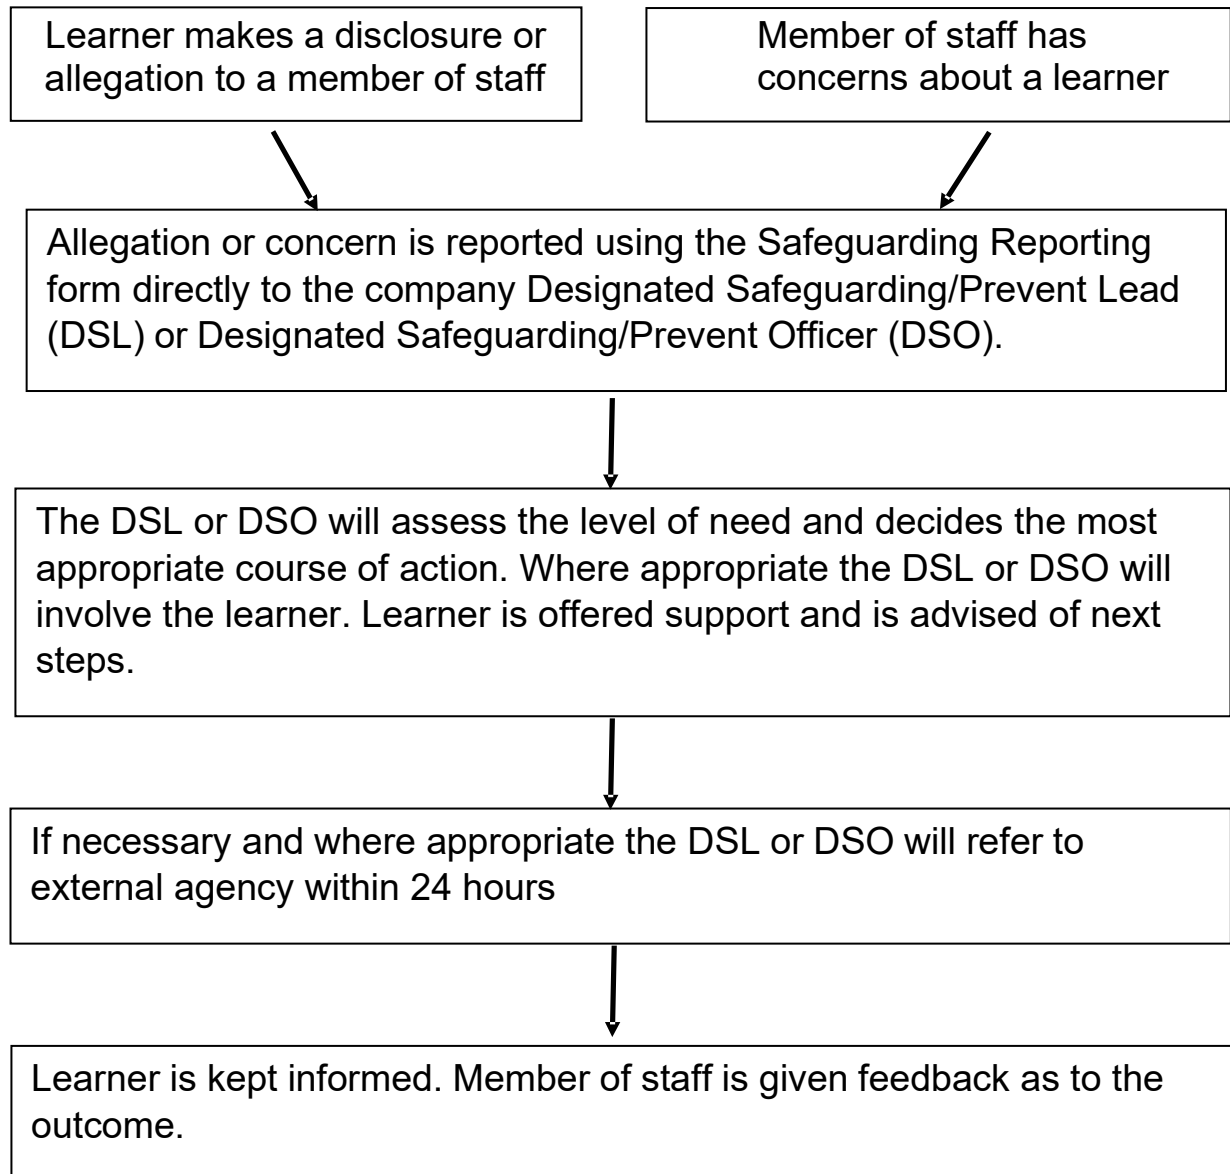 Learner makes a disclosure or
allegation to a member of staff
Member of staff has
concerns about a learner
Allegation or concern is reported using the Safeguarding Reporting
form directly to the company Designated Safeguarding/Prevent Lead
(DSL) or Designated Safeguarding/Prevent Officer (DSO).
The DSL or DSO will assess the level of need and decides the most
appropriate course of action. Where appropriate the DSL or DSO will
involve the learner. Learner is offered support and is advised of next
steps.
If necessary and where appropriate the DSL or DSO will refer to
external agency within 24 hours
Learner is kept informed. Member of staff is given feedback as to the
outcome.